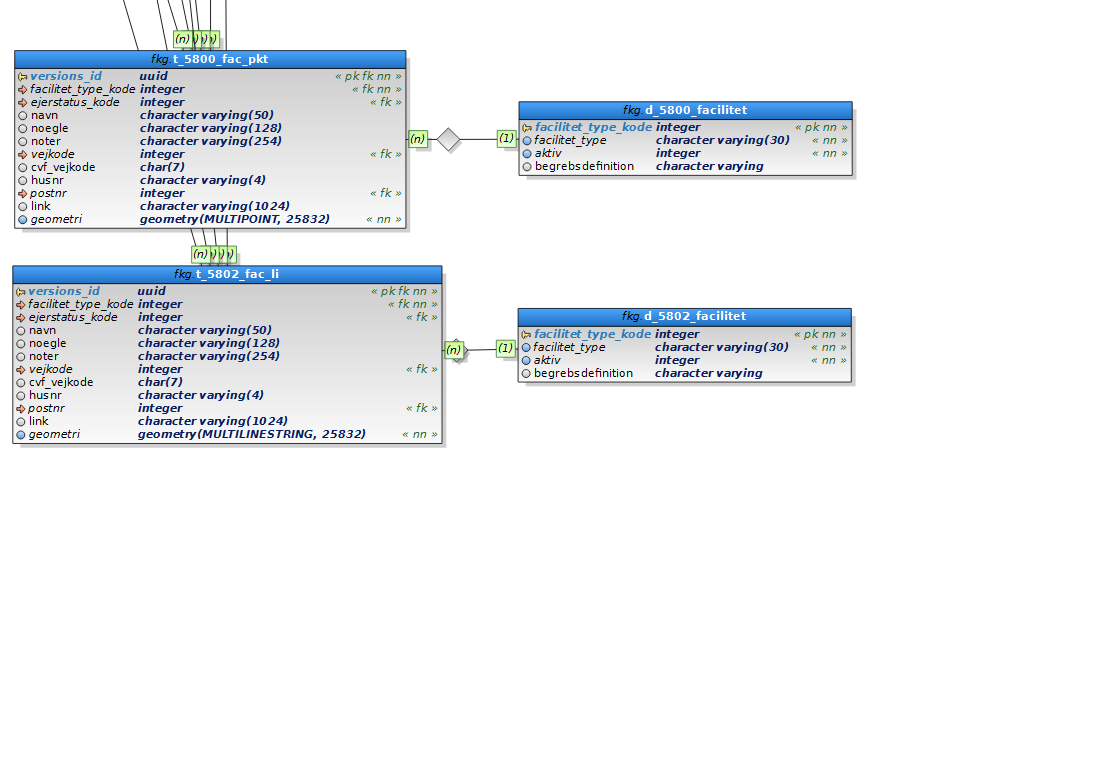 (n) ) ) )
fkg.t_5800_fac_pkt
versions_id uuid « pk fk nn »
facilitet_type_kode integer « fk nn »
ejerstatus_kode integer « fk »
navn character varying(50)
noegle character varying(128)
noter character varying(254)
vejkode integer « fk »
cvf_vejkode char(7)
husnr character varying(4)
postnr integer « fk »
link character varying(1024)
geometri geometry(MULTIPOINT, 25832) « nn »
(n) (1)
fkg.d_5800_facilitet
facilitet_type_kode integer « pk nn »
facilitet_type character varying(30) « nn »
aktiv integer « nn »
begrebsdefinition character varying
(n) ) ) )
fkg.t_5802_fac_li
versions_id uuid « pk fk nn »
facilitet_type_kode integer « fk nn »
ejerstatus_kode integer « fk »
navn character varying(50)
noegle character varying(128)
noter character varying(254)
vejkode integer « fk »
cvf_vejkode char(7)
husnr character varying(4)
postnr integer « fk »
link character varying(1024)
geometri geometry(MULTILINESTRING, 25832) « nn »
(n) (1)
fkg.d_5802_facilitet
facilitet_type_kode integer « pk nn »
facilitet_type character varying(30) « nn »
aktiv integer « nn »
begrebsdefinition character varying